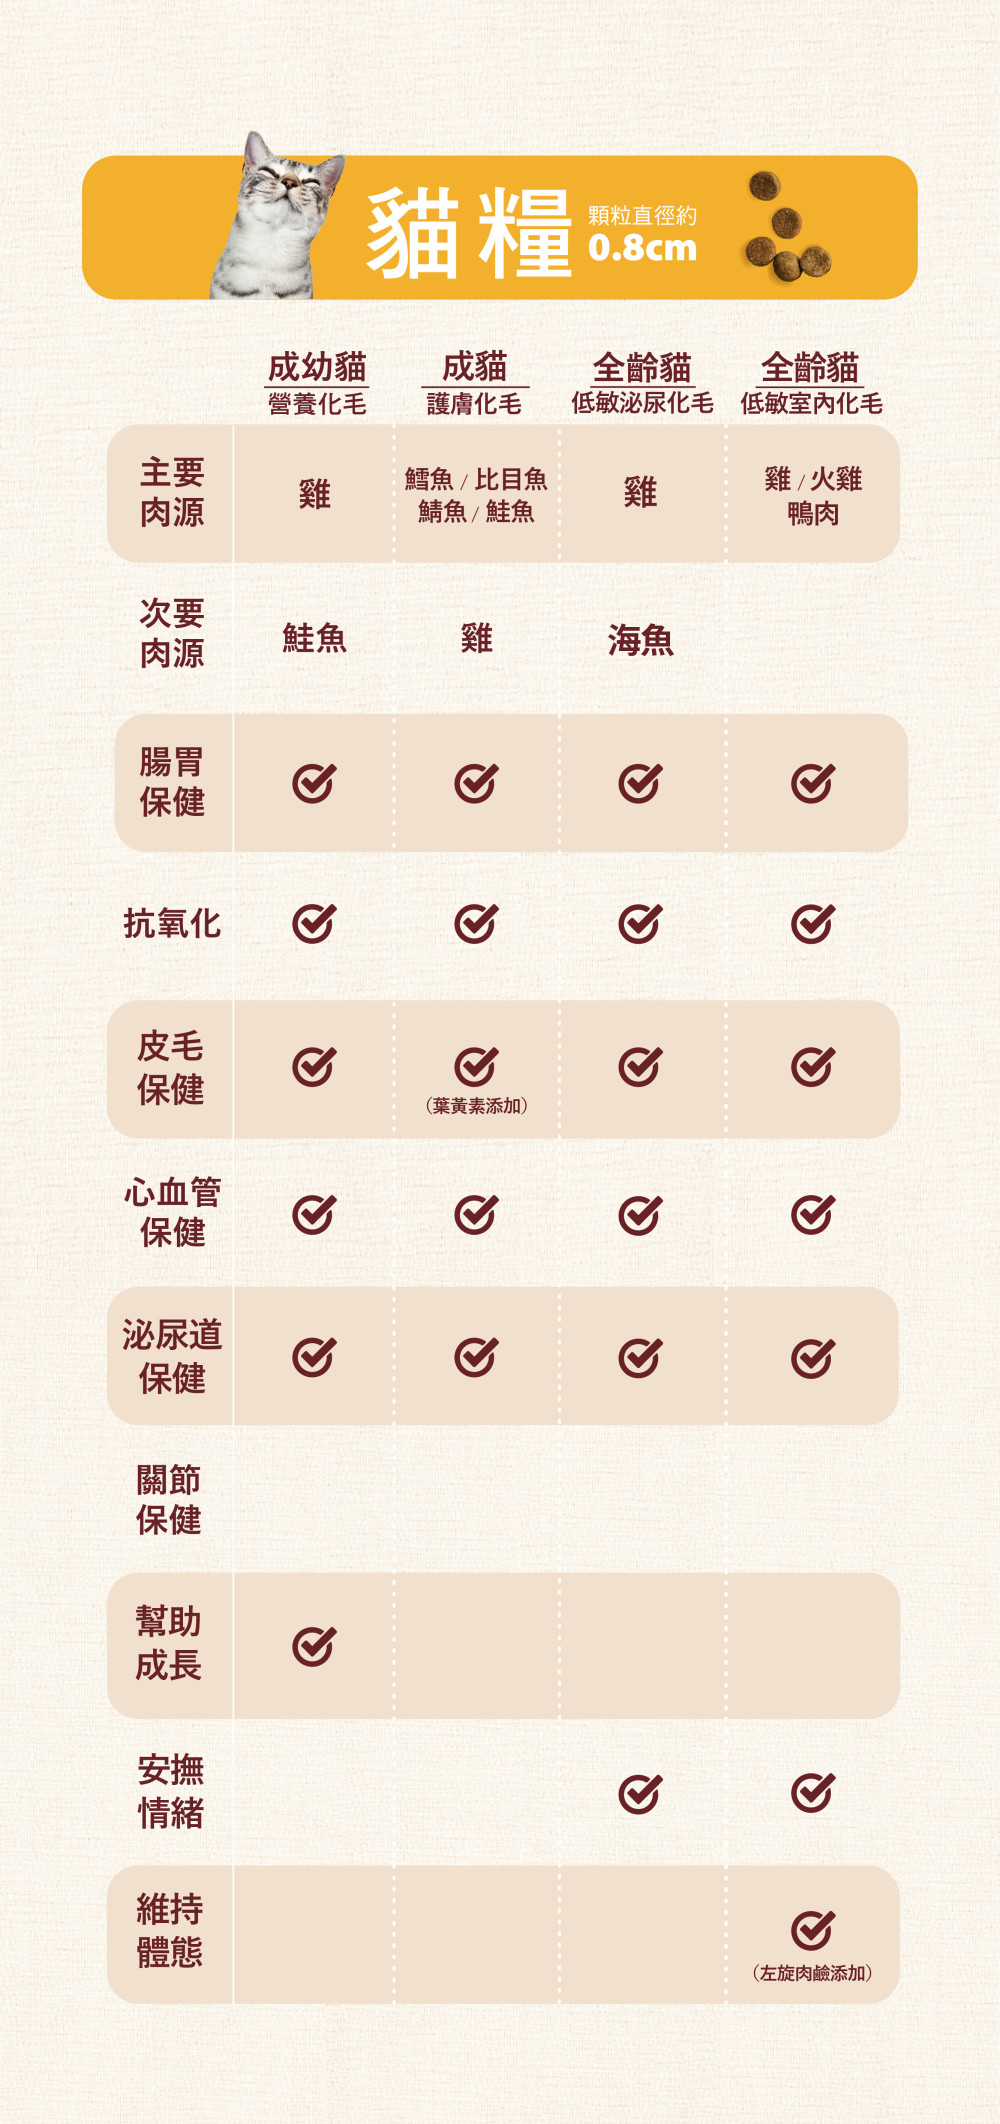 貓糧
顆粒直徑約
0.8cm
成幼貓
營養化毛
成貓
護膚化毛
全齡貓
低敏泌尿化毛
全齡貓
低敏室內化毛
主要
肉源
雞
鱈魚 / 比目魚
鯖魚 / 鮭魚
雞
雞 / 火雞
鴨肉
次要
肉源
鮭魚
雞
海魚
腸胃
保健
抗氧化
皮毛
保健
（葉黃素添加）
心血管
保健
泌尿道
保健
關節
保健
幫助
成長
安撫
情緒
維持
體態
（左旋肉鹼添加）